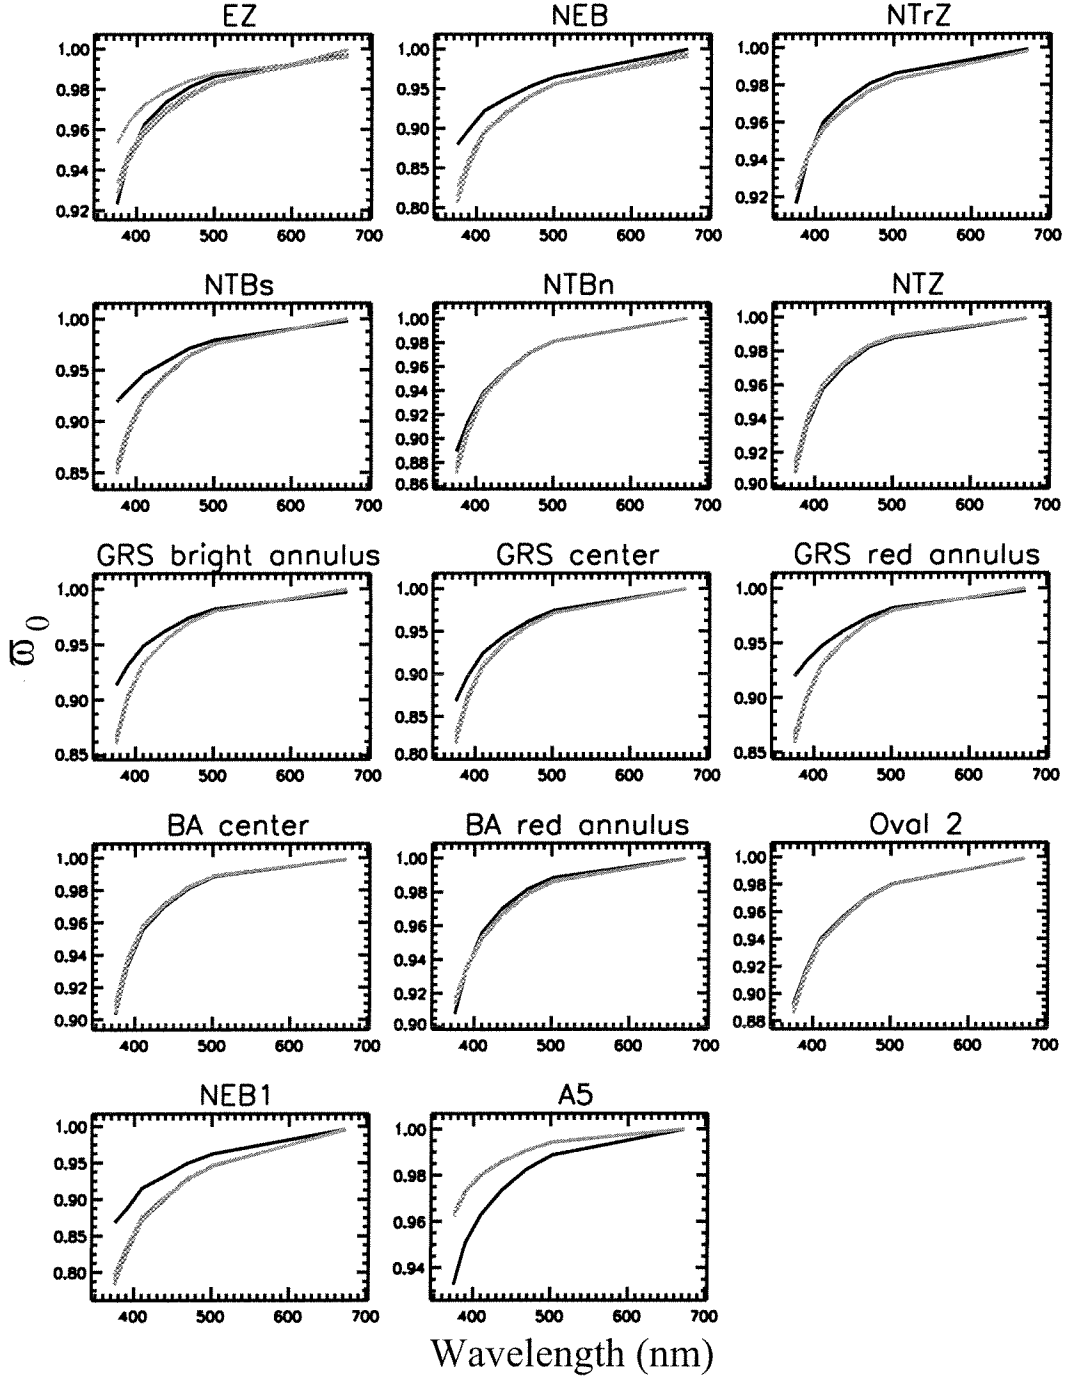 EZ NEB NTrZ
1.00 1.00 1.00
0.98 0.95 0.98
0.96 0.90 0.96
0.94 0.85 0.94
0.92 0.80 0.92
400 500 600 700 400 500 600 700 400 500 600 700
NTBs NTBn NTZ
1.00 1.00 1.00
0.98
0.95 0.96 0.98
0.94 0.96
0.90 0.92 0.94
0.90 0.92
0.85 0.88 0.90
0.86
400 500 600 700 400 500 600 700 400 500 600 700
GRS bright annulus GRS center GRS red annulus
1.00 1.00 1.00
0.95 0.95 0.95
0.90 0.90 0.90
0.85 0.85 0.85
0.80
400 500 600 700 400 500 600 700 400 500 600 700
ϖ0
BA center BA red annulus Oval 2
1.00 1.00 1.00
0.98 0.98 0.98
0.96 0.96 0.96
0.94 0.94 0.94
0.92 0.92 0.92
0.90 0.90 0.90
0.88
400 500 600 700 400 500 600 700 400 500 600 700
NEB1 A5
1.00 1.00
0.95 0.98
0.90 0.96
0.85 0.94
0.80
400 500 600 700 400 500 600 700
Wavelength (nm)